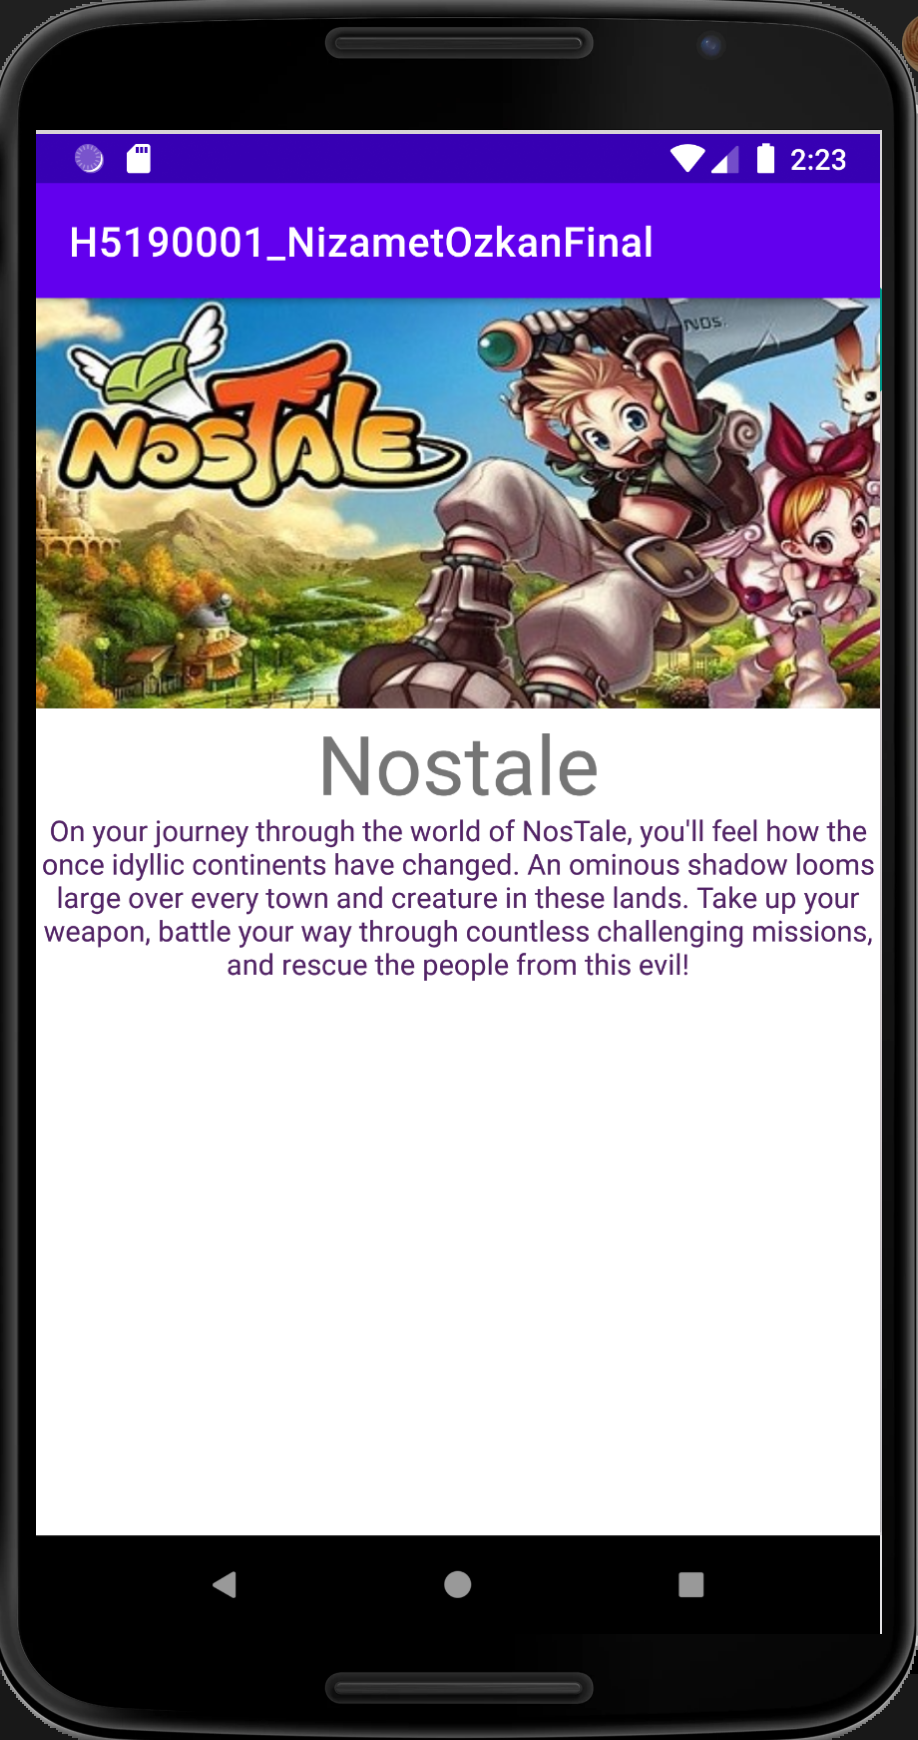 2:23
H5190001_NizametOzkanFinal
NosTale
NOS.
Nostale
On your journey through the world of NosTale, you'll feel how the
once idyllic continents have changed. An ominous shadow looms
large over every town and creature in these lands. Take up your
weapon, battle your way through countless challenging missions,
and rescue the people from this evil!